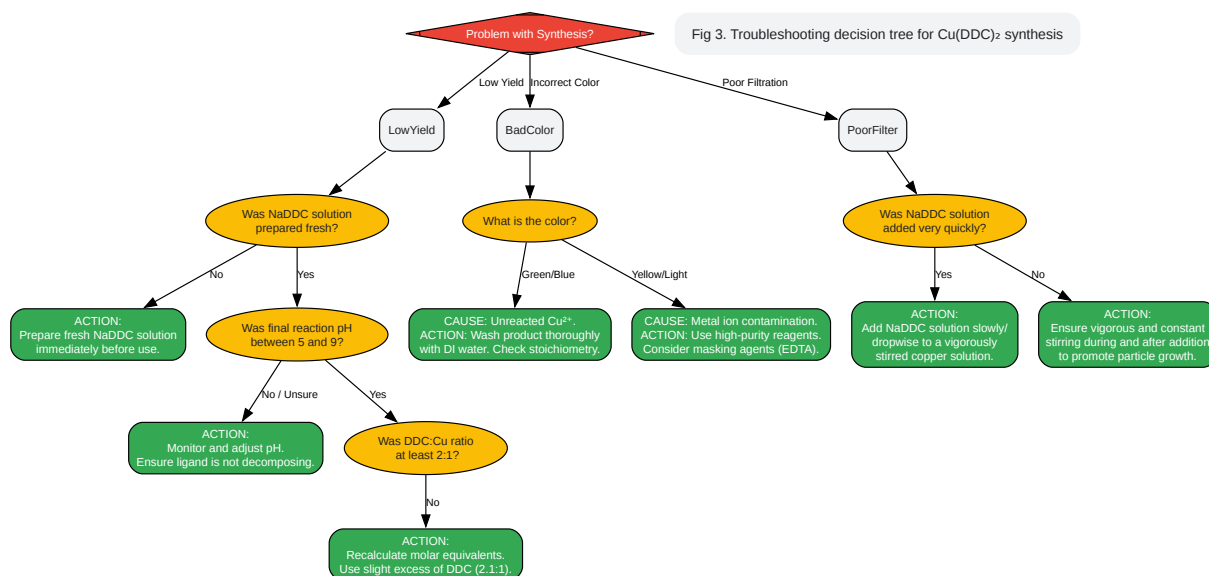 Problem with Synthesis?
Fig 3. Troubleshooting decision tree for Cu(DDC)₂ synthesis
Low Yield
Incorrect Color
Poor Filtration
LowYield
BadColor
PoorFilter
Was NaDDC solution
prepared fresh?
What is the color?
Was NaDDC solution
added very quickly?
No
Yes
Green/Blue
Yellow/Light
Yes
No
ACTION:
Prepare fresh NaDDC solution
immediately before use.
Was final reaction pH
between 5 and 9?
CAUSE: Unreacted Cu²⁺.
ACTION: Wash product thoroughly
with DI water. Check stoichiometry.
CAUSE: Metal ion contamination.
ACTION: Use high-purity reagents.
Consider masking agents (EDTA).
ACTION:
Add NaDDC solution slowly/
dropwise to a vigorously
stirred copper solution.
ACTION:
Ensure vigorous and constant
stirring during and after addition
to promote particle growth.
No / Unsure
Yes
ACTION:
Monitor and adjust pH.
Ensure ligand is not decomposing.
Was DDC:Cu ratio
at least 2:1?
No
ACTION:
Recalculate molar equivalents.
Use slight excess of DDC (2.1:1).